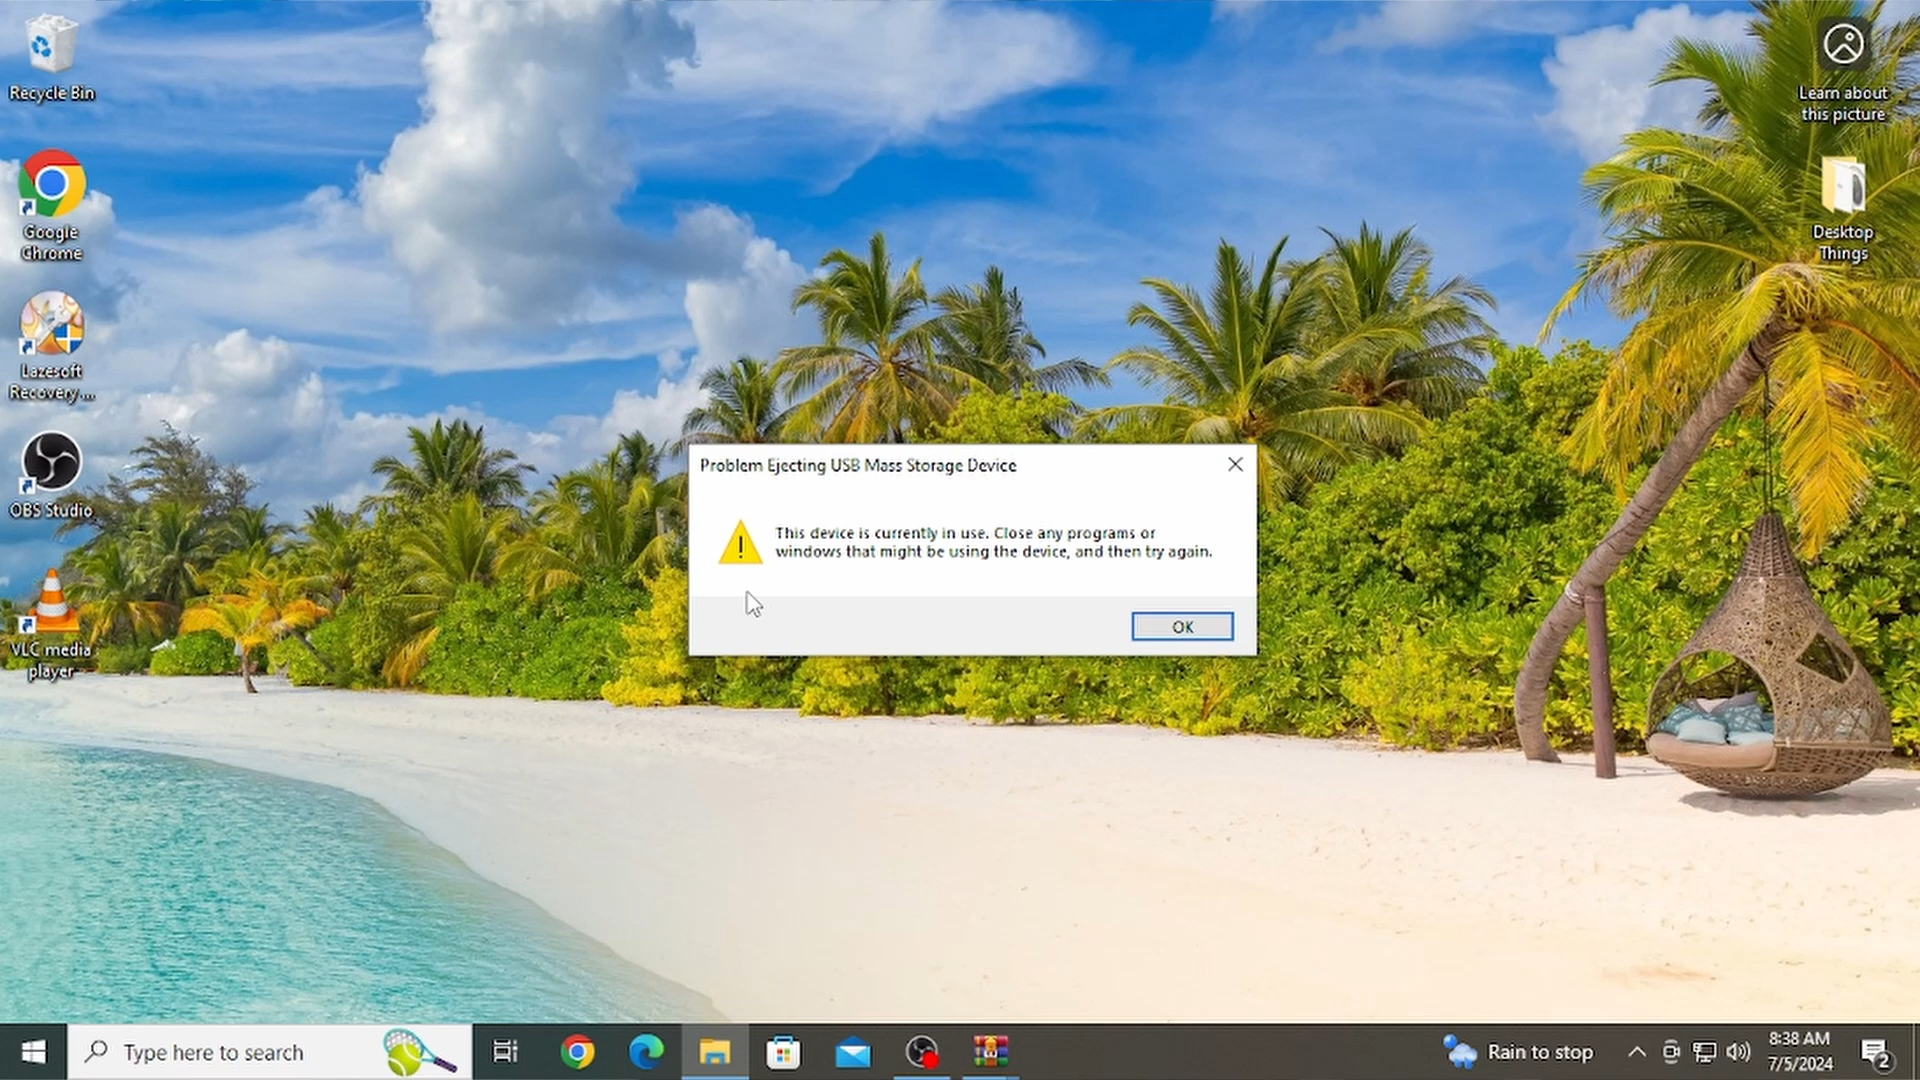 Recycle Bin
Google
Chrome
Lazesoft
Recovery ...
OBS Studio
VLC media
player
Learn about
this picture
Desktop
Things
Problem Ejecting USB Mass Storage Device
This device is currently in use. Close any programs or
windows that might be using the device, and then try again.
OK
Type here to search
Rain to stop
8:38 AM
7/5/2024
2